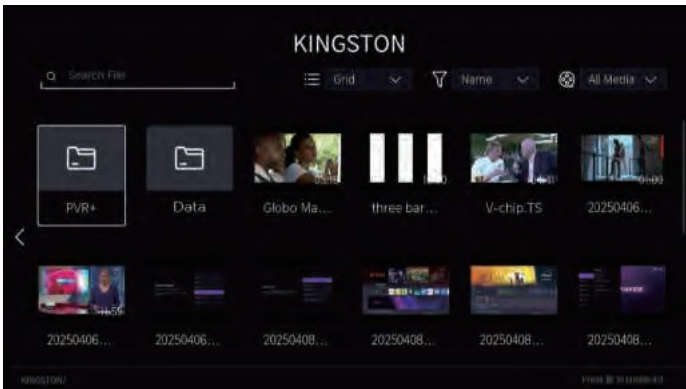 KINGSTON
Search File
Grid
Name
All Media
PVR+
Data
Globo Ma...
three bar...
V-chip.TS
20250406...
20250406...
20250406...
20250408...
20250408...
20250408...
20250408...
KINGSTON/